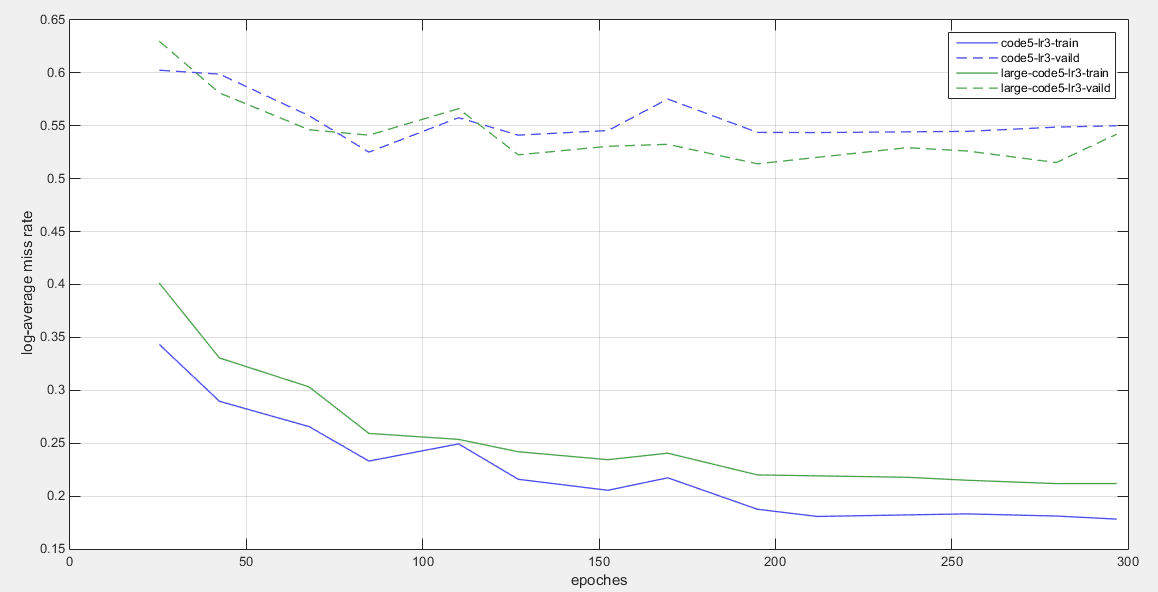 0.65
0.6
0.55
0.5
0.45
0.4
0.35
0.3
0.25
0.2
0.15
log-average miss rate
0 50 100 150 200 250 300
epoches
code5-lr3-train
code5-lr3-vaild
large-code5-lr3-train
large-code5-lr3-vaild